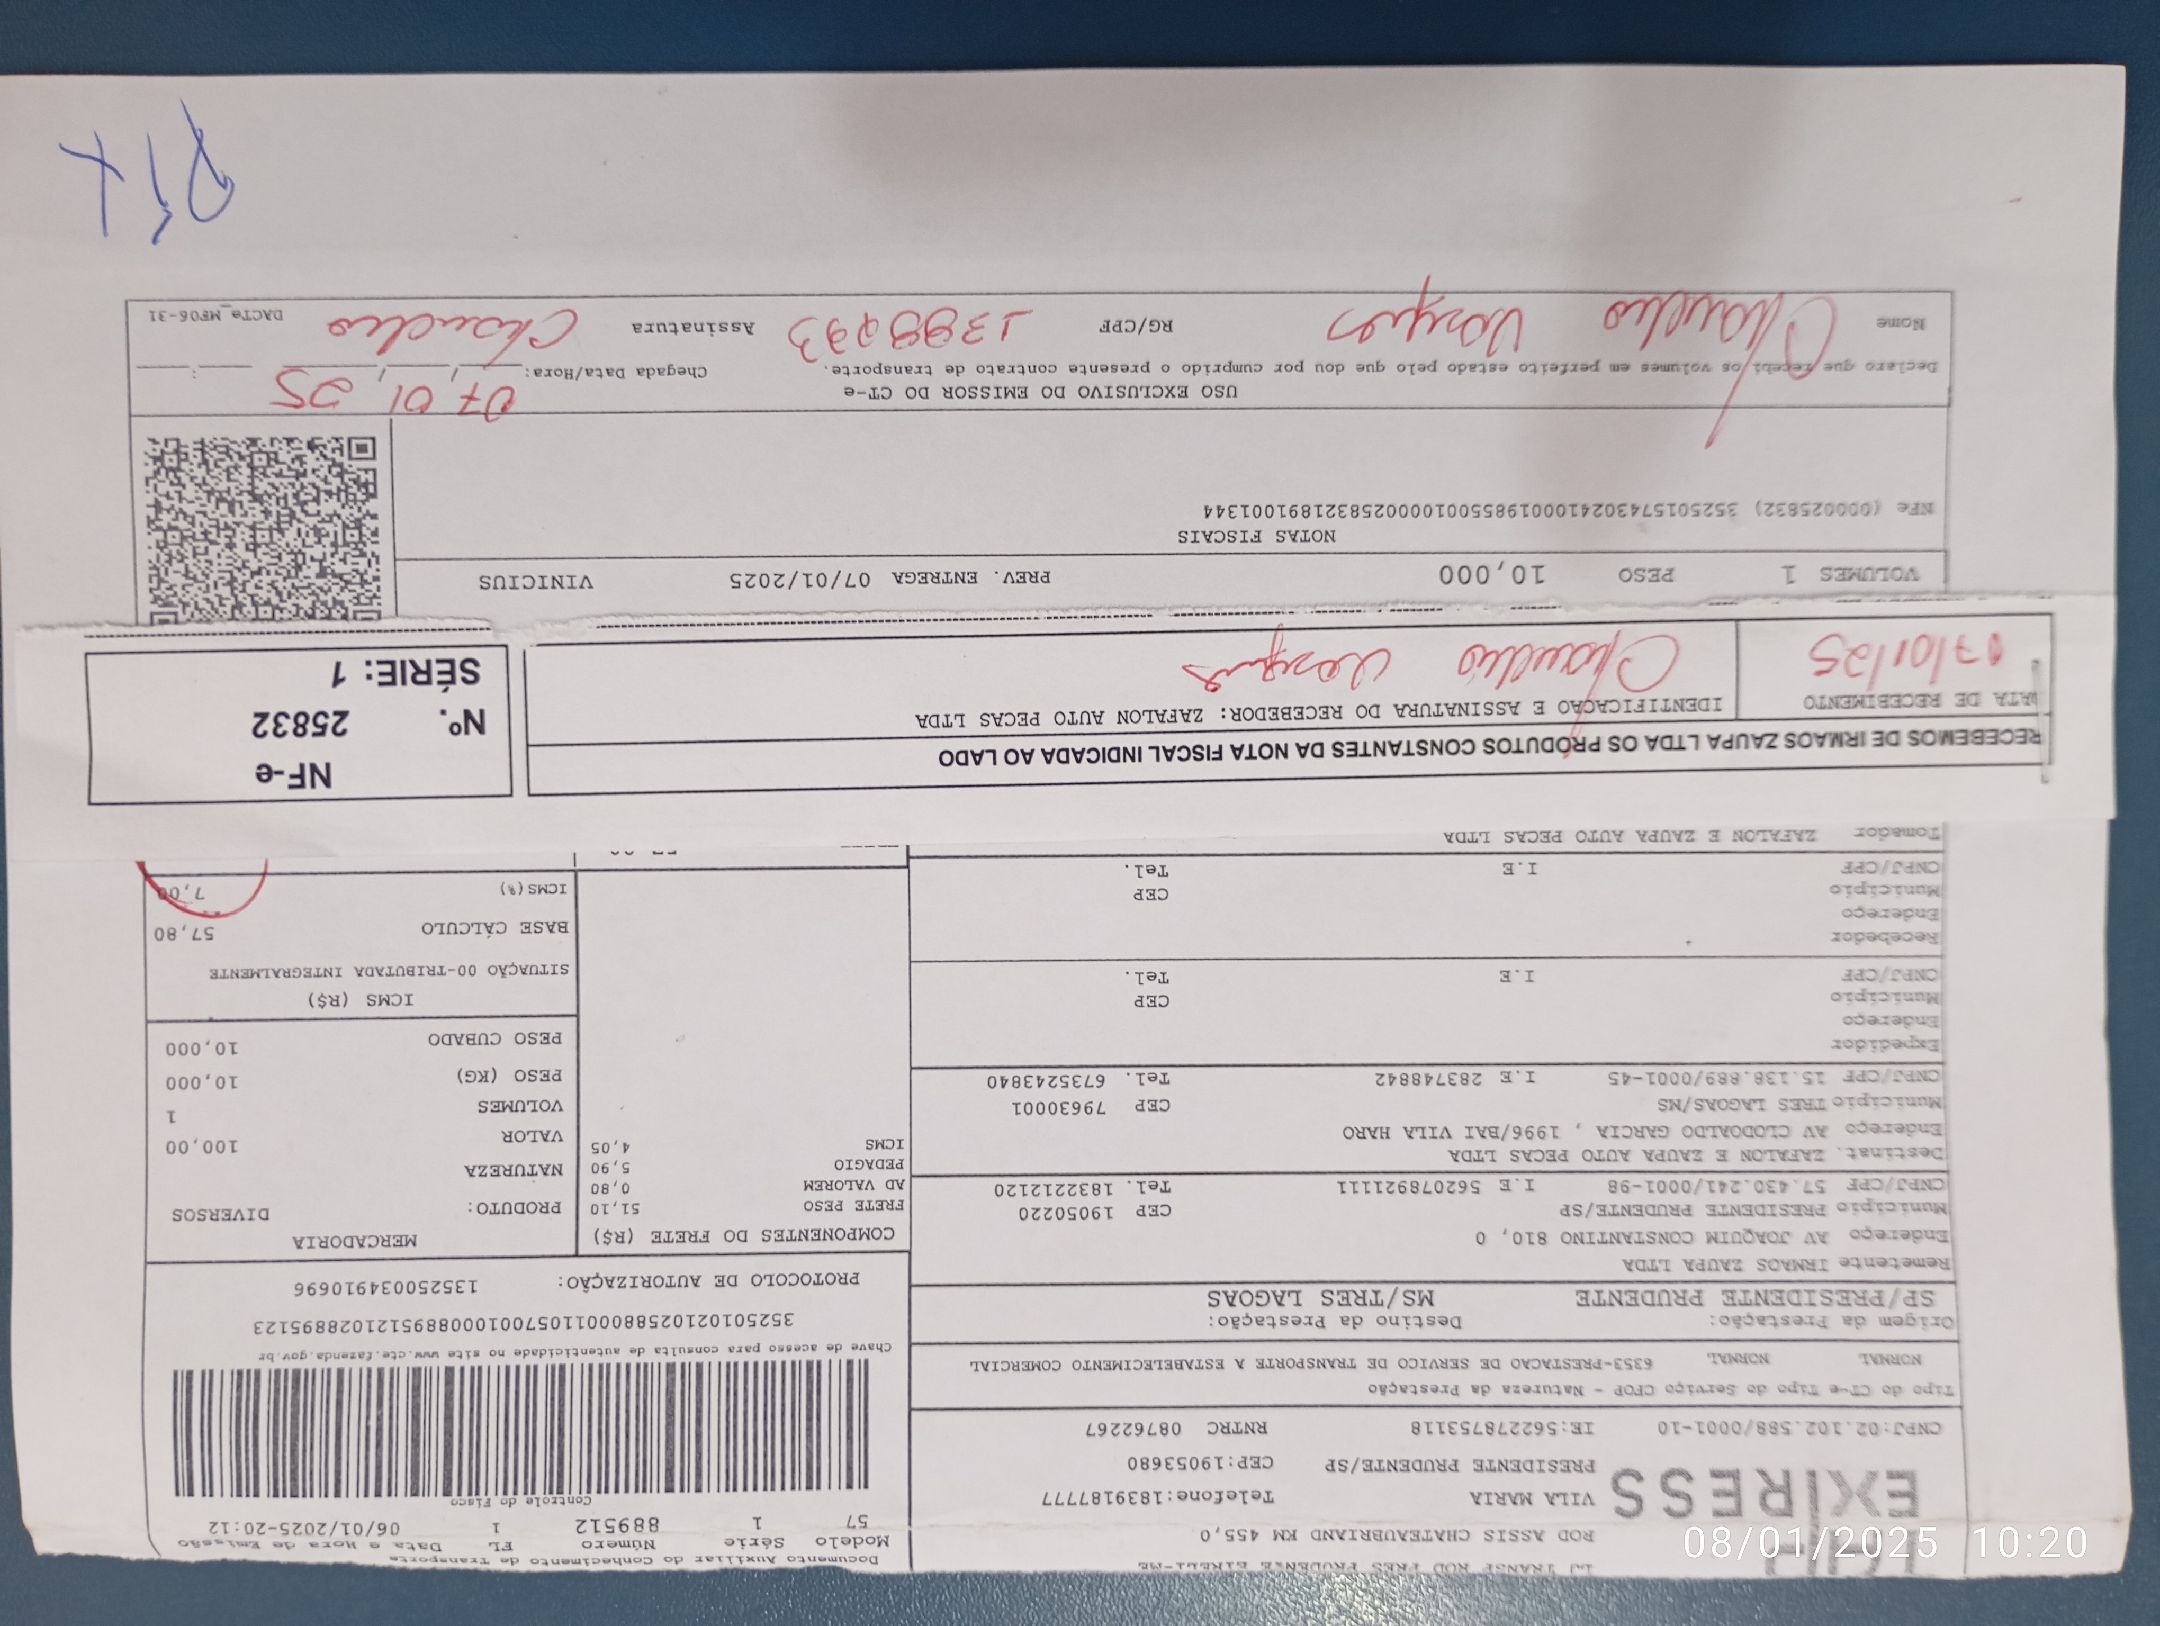 LJ TRANSP ROD PRES PRUDENTE EIRELI-ME
EXPRESS
ROD ASSIS CHATEAUBRIAND KM 455,0
VILA MARIA Telefone:1839187777
PRESIDENTE PRUDENTE/SP CEP:19053680
CNPJ:02.102.588/0001-10 IE:562278753118 RNTRC 08762267
Tipo do CT-e Tipo do Serviço CFOP - Natureza da Prestação
NORMAL NORMAL 6353-PRESTACAO DE SERVICO DE TRANSPORTE A ESTABELECIMENTO COMERCIAL
Origem da Prestação: Destino da Prestação:
SP/PRESIDENTE PRUDENTE MS/TRES LAGOAS
Remetente IRMAOS ZAUPA LTDA
Endereço AV JOAQUIM CONSTANTINO 810, 0
Município PRESIDENTE PRUDENTE/SP CEP 19050220
CNPJ/CPF 57.430.241/0001-98 I.E 562078921111 Tel. 1832212120
Destinat. ZAFALON E ZAUPA AUTO PECAS LTDA
Endereço AV CLODOALDO GARCIA , 1996/BAI VILA HARO
Município TRES LAGOAS/MS CEP 79630001
CNPJ/CPF 15.138.889/0001-45 I.E 283748842 Tel. 6735243840
Expedidor
Endereço
Município CEP
CNPJ/CPF I.E Tel.
Recebedor
Endereço
Município CEP
CNPJ/CPF I.E Tel.
Tomador ZAFALON E ZAUPA AUTO PECAS LTDA
Documento Auxiliar do Conhecimento de Transporte
Modelo Série Número FL Data e Hora de Emissão
57 1 889512 1 06/01/2025-20:12
Controle do Fisco
Chave de acesso para consulta de autenticidade no site www.cte.fazenda.gov.br
35250102102588000110570010008895121028895123
PROTOCOLO DE AUTORIZAÇÃO: 135250034910696
COMPONENTES DO FRETE (R$)
FRETE PESO 51,10
AD VALOREM 0,80
PEDAGIO 5,90
ICMS 4,05
MERCADORIA
PRODUTO: DIVERSOS
NATUREZA
VALOR 100,00
VOLUMES 1
PESO (KG) 10,000
PESO CUBADO 10,000
ICMS (R$)
SITUAÇÃO 00-TRIBUTADA INTEGRALMENTE
BASE CÁLCULO 57,80
ICMS(%) 7,00
RECEBEMOS DE IRMAOS ZAUPA LTDA OS PRODUTOS CONSTANTES DA NOTA FISCAL INDICADA AO LADO
DATA DE RECEBIMENTO
07/01/25
IDENTIFICAÇAO E ASSINATURA DO RECEBEDOR: ZAFALON AUTO PECAS LTDA
NF-e
Nº. 25832
SÉRIE: 1
VOLUMES 1 PESO 10,000 PREV. ENTREGA 07/01/2025 VINICIUS
NOTAS FISCAIS
NFe (000025832) 35250157430241000198550010000258321891001344
USO EXCLUSIVO DO EMISSOR DO CT-e
Declaro que recebi os volumes em perfeito estado pelo que dou por cumprido o presente contrato de transporte.
Chegada Data/Hora: 07 01 25
Nome RG/CPF Assinatura
DACTe MF06-31
08/01/2025 10:20